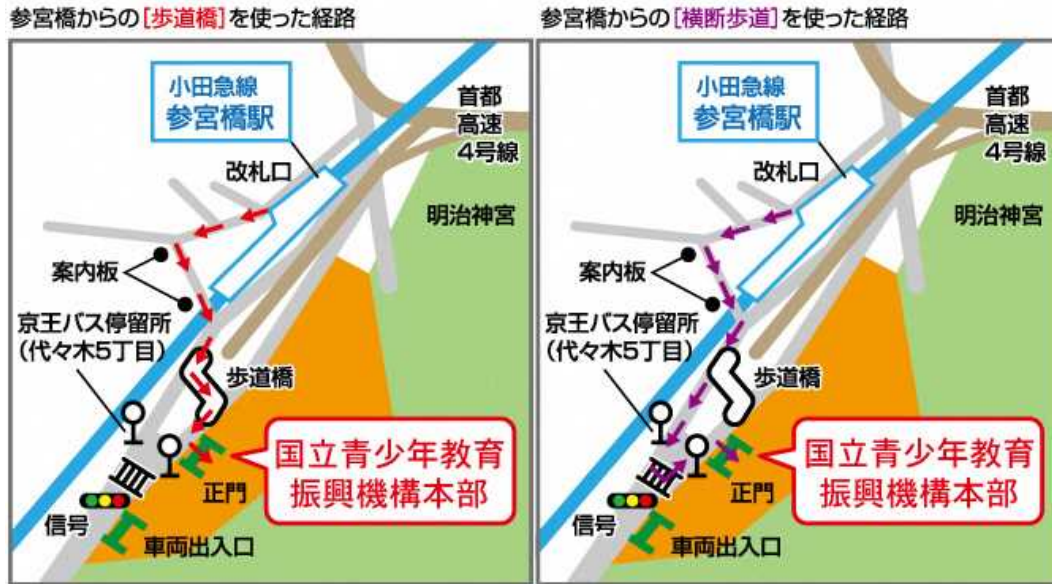 参宮橋からの[歩道橋]を使った経路
小田急線
参宮橋駅
首都
高速
4号線
改札口
明治神宮
案内板
京王バス停留所
(代々木5丁目)
歩道橋
国立青少年教育
振興機構本部
正門
信号
車両出入口
参宮橋からの[横断歩道]を使った経路
小田急線
参宮橋駅
首都
高速
4号線
改札口
明治神宮
案内板
京王バス停留所
(代々木5丁目)
歩道橋
国立青少年教育
振興機構本部
正門
信号
車両出入口